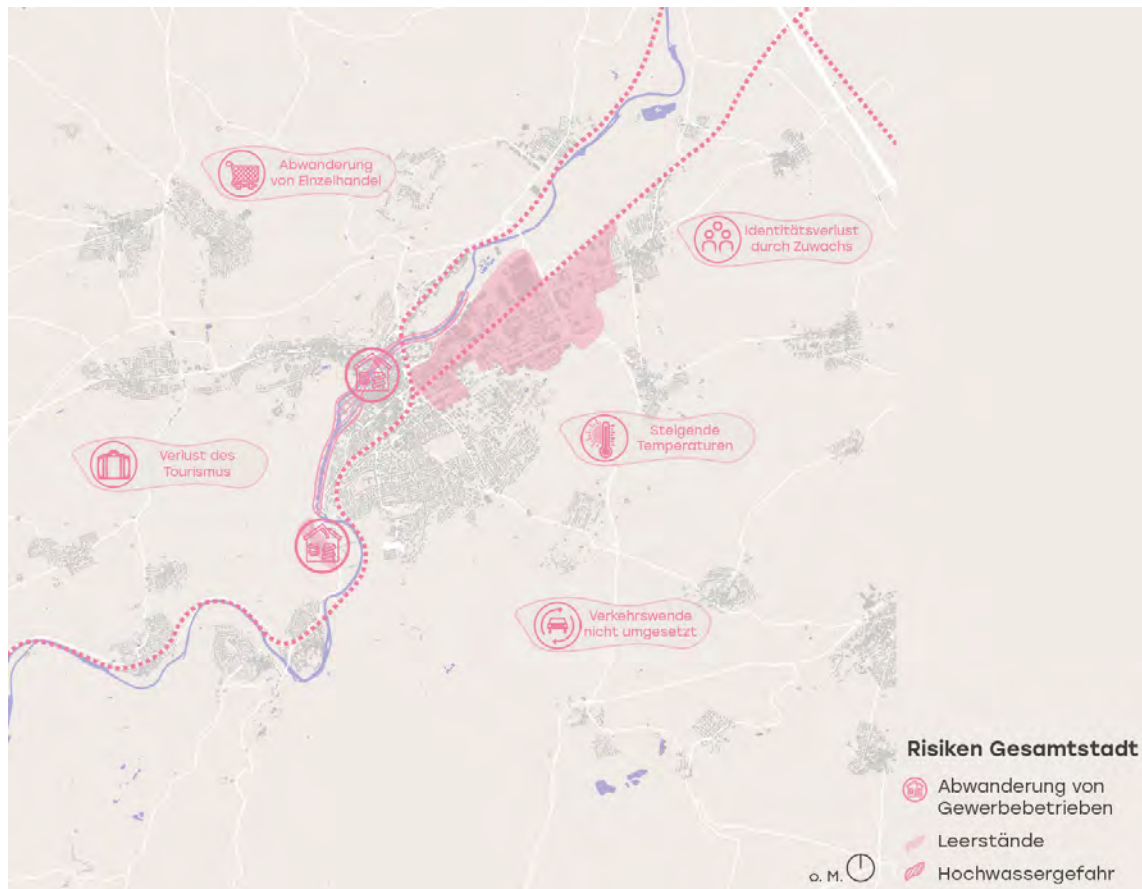 Abwanderung
von Einzelhandel
Identitätsverlust
durch Zuwachs
Steigende
Temperaturen
Verlust des
Tourismus
Verkehrswende
nicht umgesetzt
Risiken Gesamtstadt
Abwanderung von
Gewerbebetrieben
Leerstände
Hochwassergefahr
o. M.